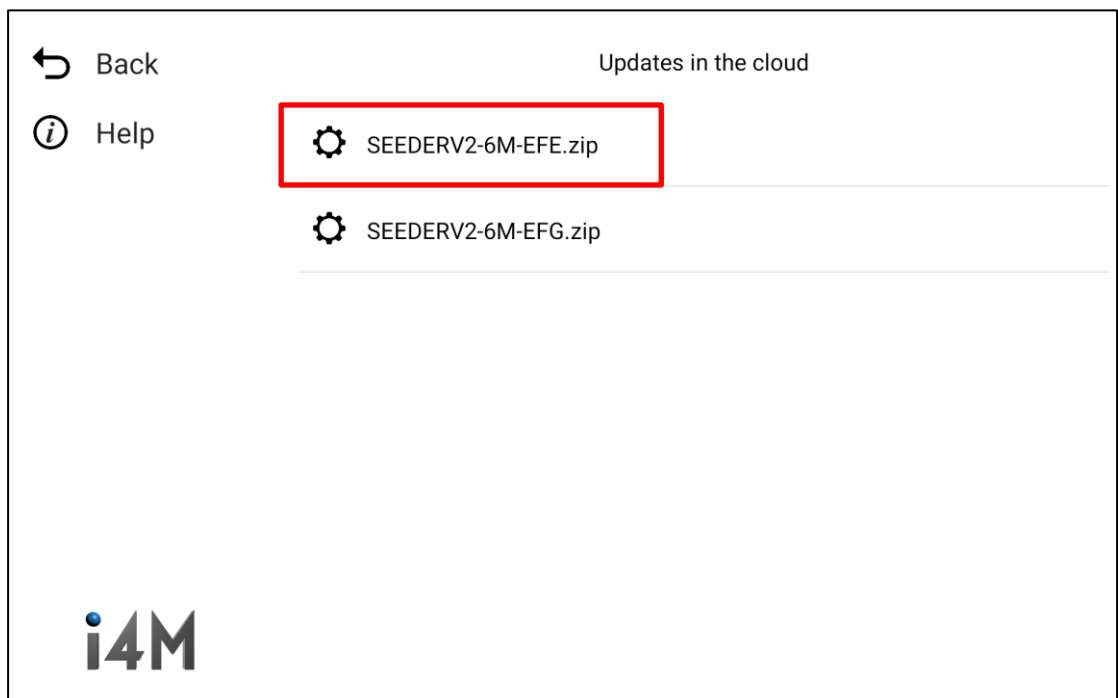 Back
Updates in the cloud
Help
SEEDERV2-6M-EFE.zip
SEEDERV2-6M-EFG.zip
i4M